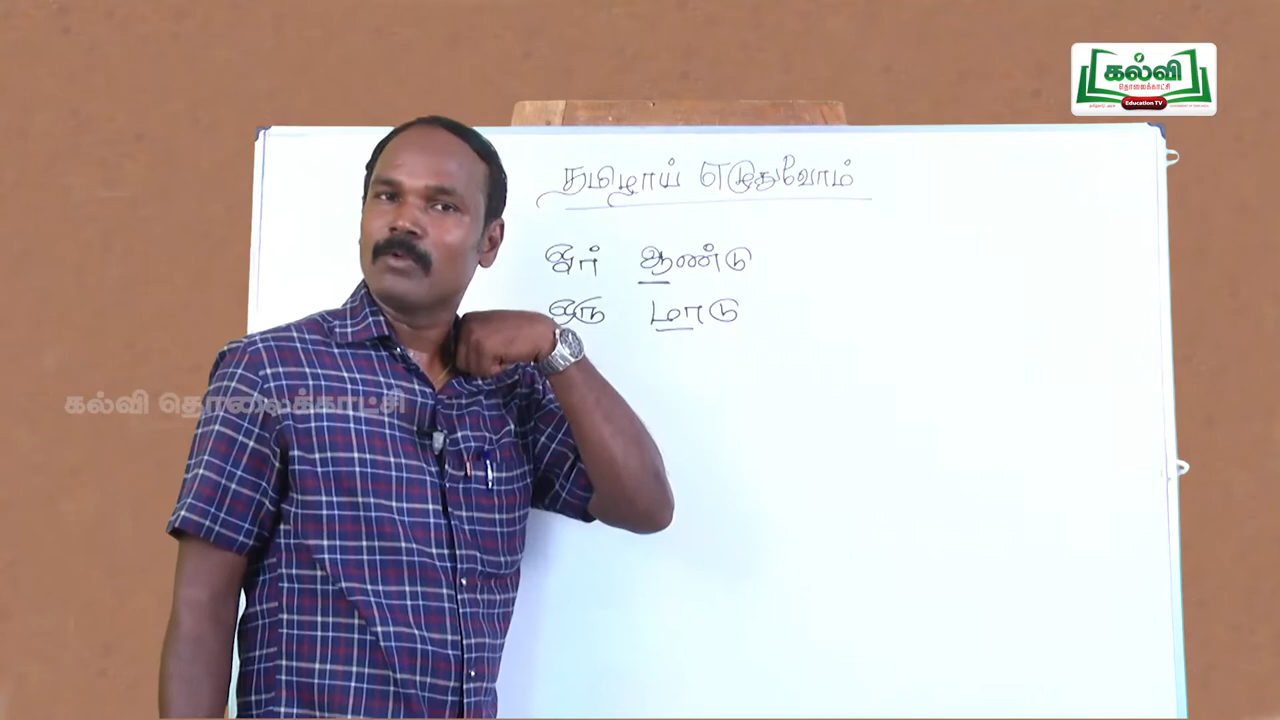 கல்வி
தொலைக்காட்சி
Education TV
தமிழாய் எழுதுவோம்
ஓர் ஆண்டு
ஒரு மாடு
கல்வி தொலைக்காட்சி